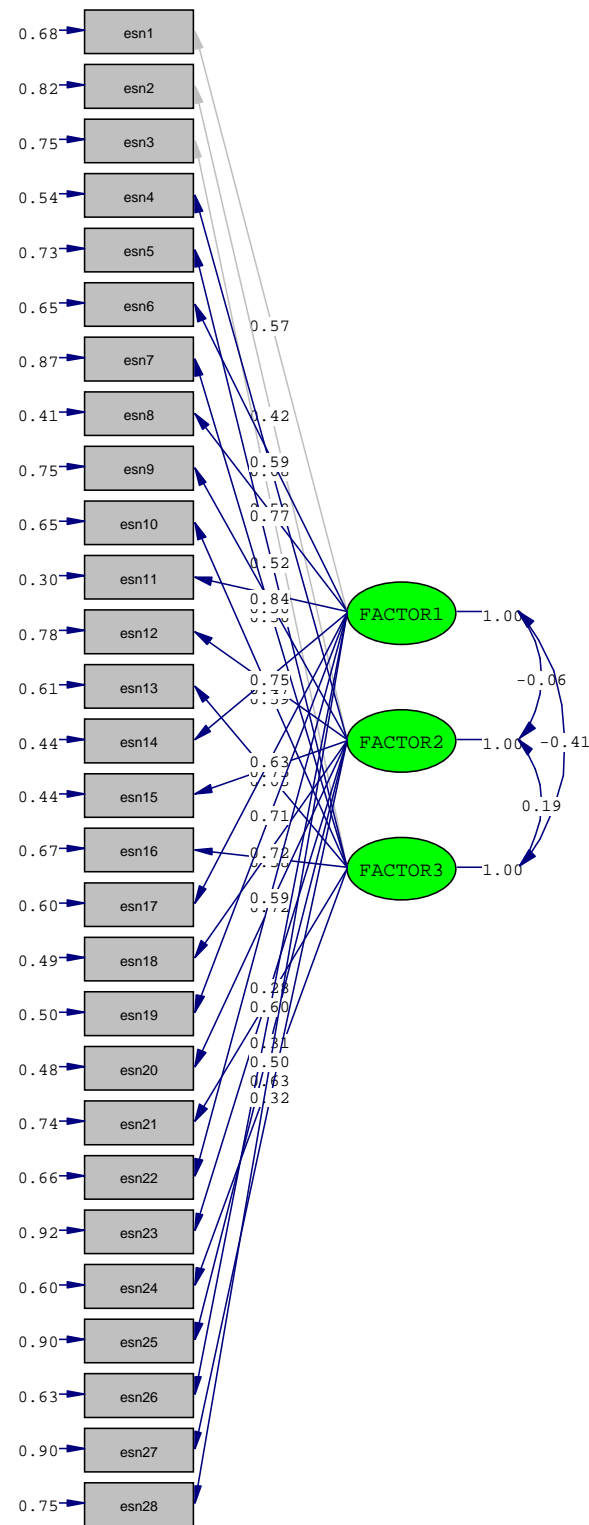 0.68 esn1
0.82 esn2
0.75 esn3
0.54 esn4
0.73 esn5
0.65 esn6
0.87 esn7
0.41 esn8
0.75 esn9
0.65 esn10
0.30 esn11
0.78 esn12
0.61 esn13
0.44 esn14
0.44 esn15
0.67 esn16
0.60 esn17
0.49 esn18
0.50 esn19
0.48 esn20
0.74 esn21
0.66 esn22
0.92 esn23
0.60 esn24
0.90 esn25
0.63 esn26
0.90 esn27
0.75 esn28
0.57
0.42
0.59
0.77
0.52
0.84
0.75
0.63
0.71
0.72
0.59
0.28
0.60
0.31
0.50
0.63
0.32
FACTOR1 1.00
FACTOR2 1.00
FACTOR3 1.00
-0.06
-0.41
0.19